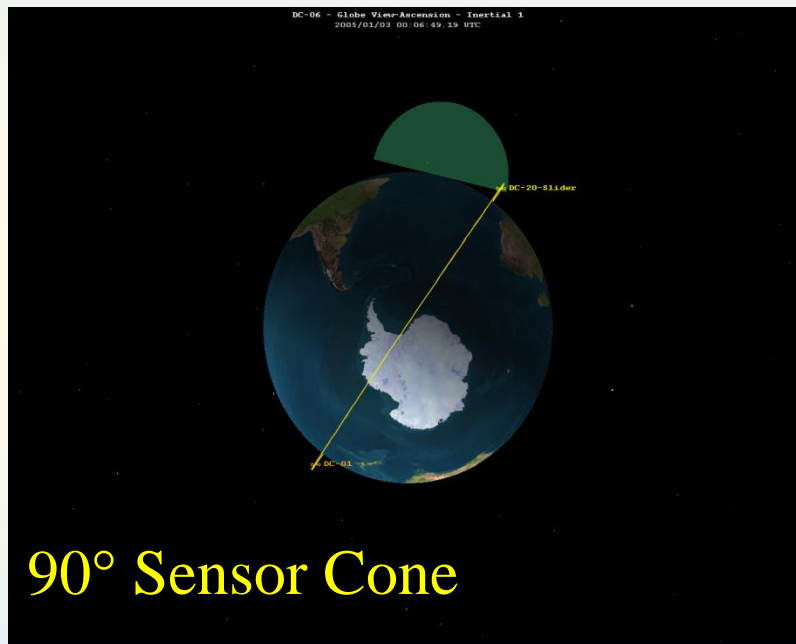 DC-06 - Globe View-Ascension - Inertial 1
2005/01/03 00:06:49.19 UTC
DC-20-Slider
DC-01
90° Sensor Cone